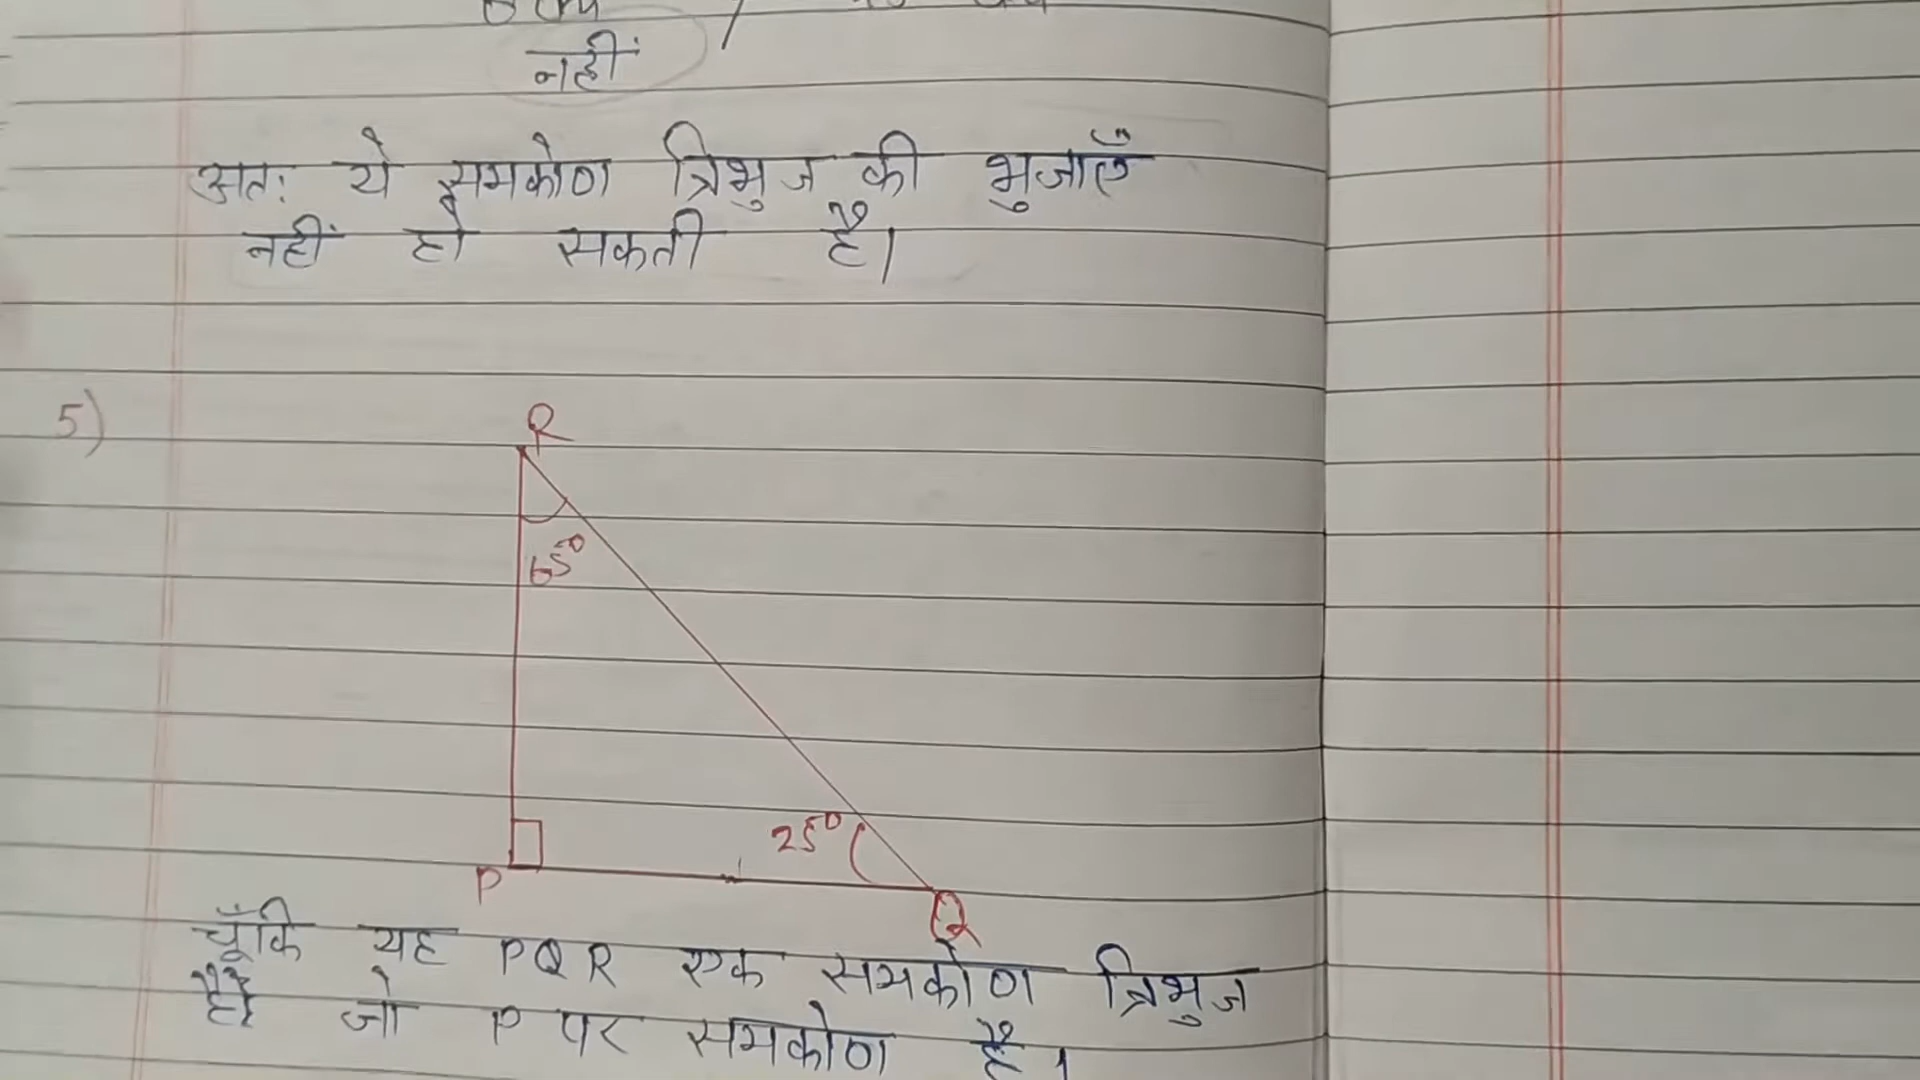 नहीं
अतः ये समकोण त्रिभुज की भुजाएँ
नहीं हो सकती है।
5)
R
65°
25°
P
Q
चूँकि यह PQR एक समकोण त्रिभुज
है जो P पर समकोण है।